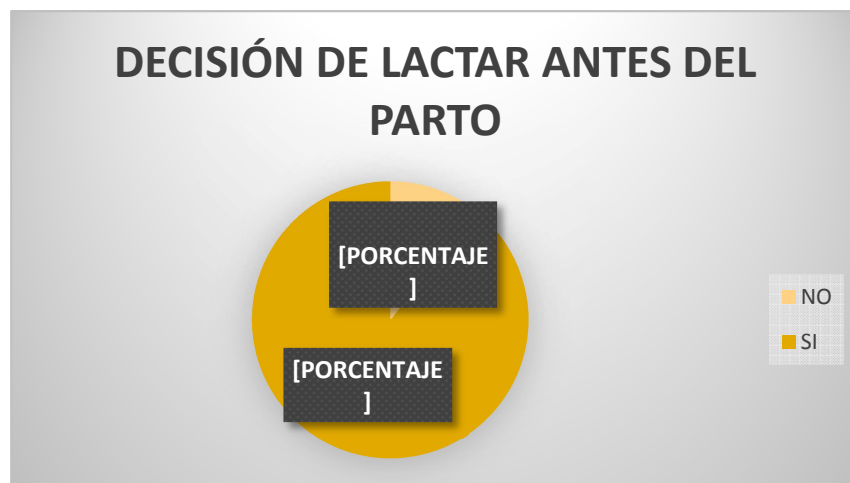 DECISIÓN DE LACTAR ANTES DEL
PARTO
[PORCENTAJE
]
[PORCENTAJE
]
NO
SI